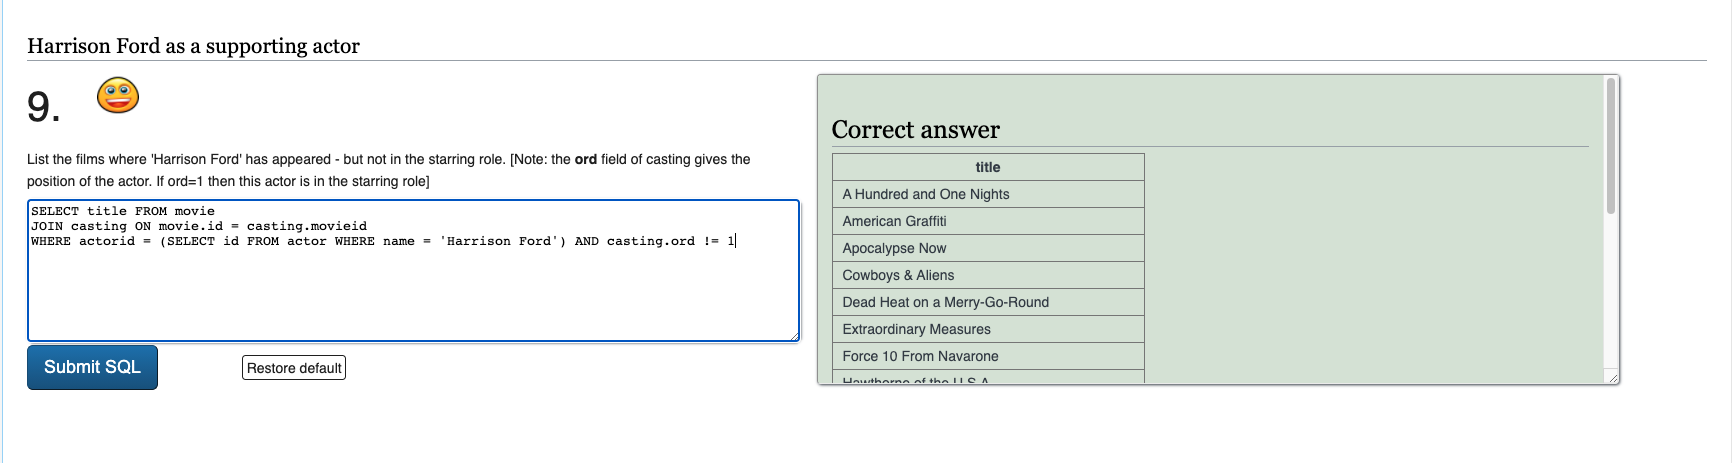 Harrison Ford as a supporting actor
9.
List the films where 'Harrison Ford' has appeared - but not in the starring role. [Note: the ord field of casting gives the
position of the actor. If ord=1 then this actor is in the starring role]
SELECT title FROM movie
JOIN casting ON movie.id = casting.movieid
WHERE actorid = (SELECT id FROM actor WHERE name = 'Harrison Ford') AND casting.ord != 1
Submit SQL
Restore default
Correct answer
title
A Hundred and One Nights
American Graffiti
Apocalypse Now
Cowboys & Aliens
Dead Heat on a Merry-Go-Round
Extraordinary Measures
Force 10 From Navarone
Hawthorne of the U.S.A.